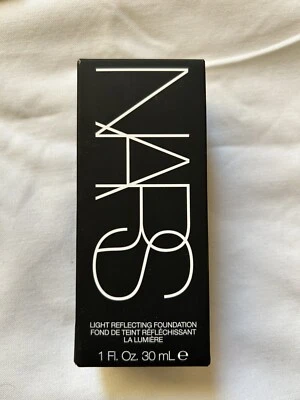 NARS
LIGHT REFLECTING FOUNDATION
FOND DE TEINT RÉFLÉCHISSANT
LA LUMIÈRE
1 Fl. Oz. 30 ml ℮